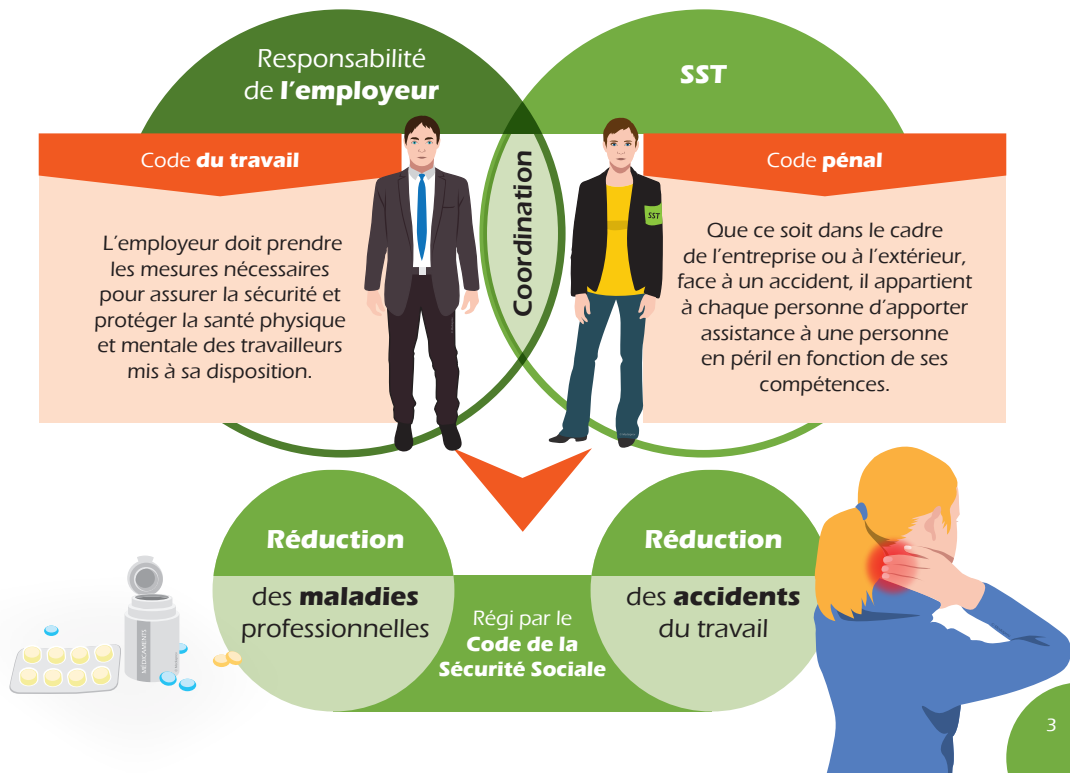 Responsabilité
de l'employeur
SST
Code du travail
Code pénal
Coordination
SST
L'employeur doit prendre
les mesures nécessaires
pour assurer la sécurité et
protéger la santé physique
et mentale des travailleurs
mis à sa disposition.
Que ce soit dans le cadre
de l'entreprise ou à l'extérieur,
face à un accident, il appartient
à chaque personne d'apporter
assistance à une personne
en péril en fonction de ses
compétences.
Réduction
des maladies
professionnelles
Régi par le
Code de la
Sécurité Sociale
Réduction
des accidents
du travail
MÉDICAMENTS
3